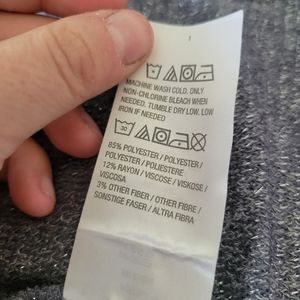 MACHINE WASH COLD. ONLY
NON-CHLORINE BLEACH WHEN
NEEDED. TUMBLE DRY LOW. LOW
IRON IF NEEDED
30
85% POLYESTER / POLYESTER /
POLYESTER / POLIESTERE
12% RAYON / VISCOSE / VISKOSE /
VISCOSA
3% OTHER FIBER / OTHER FIBRE /
SONSTIGE FASER / ALTRA FIBRA